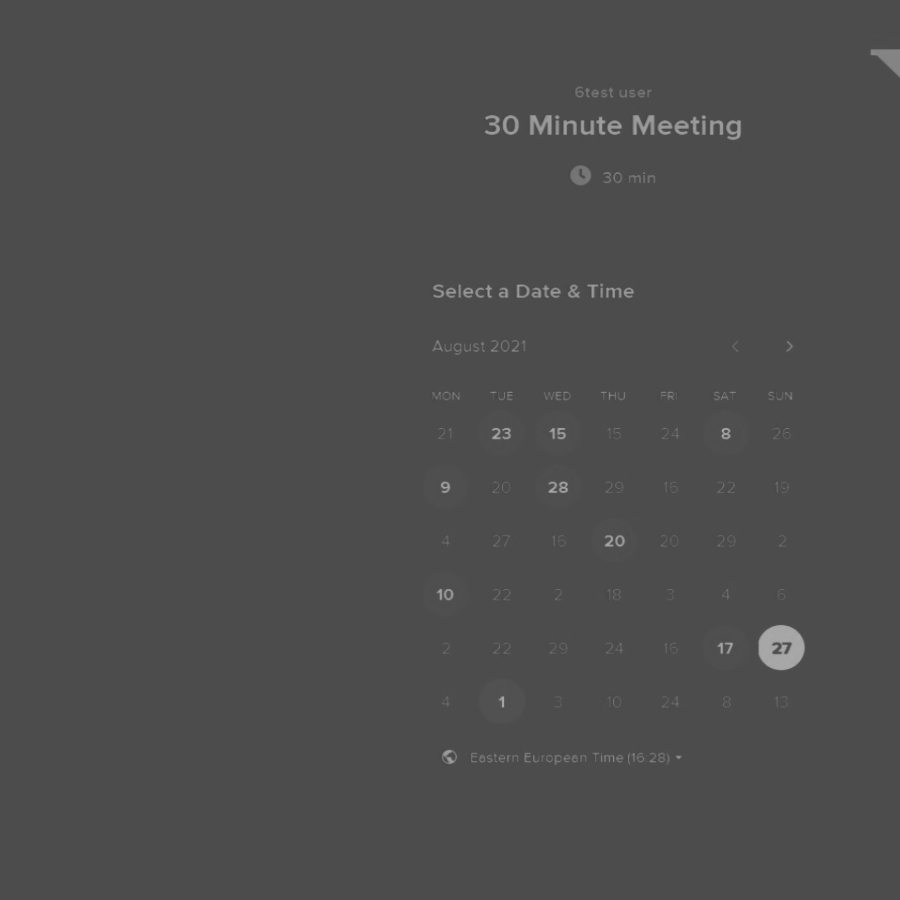 6test user
30 Minute Meeting
30 min
Select a Date & Time
August 2021
MON TUE WED THU FRI SAT SUN
21 23 15 15 24 8 26
9 20 28 29 16 22 19
4 27 16 20 20 29 2
10 22 2 18 3 4 6
2 22 29 24 16 17 27
4 1 3 10 24 8 13
Eastern European Time (16:28)